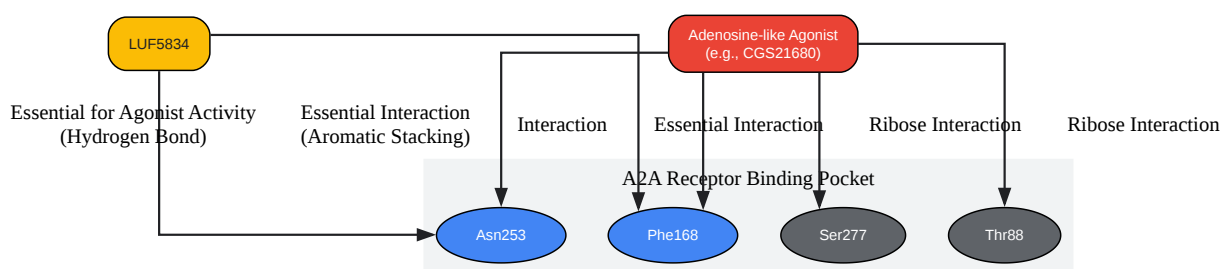 LUF5834
Adenosine-like Agonist
(e.g., CGS21680)
Essential for Agonist Activity
(Hydrogen Bond)
Essential Interaction
(Aromatic Stacking)
Interaction
Essential Interaction
Ribose Interaction
Ribose Interaction
A2A Receptor Binding Pocket
Asn253
Phe168
Ser277
Thr88